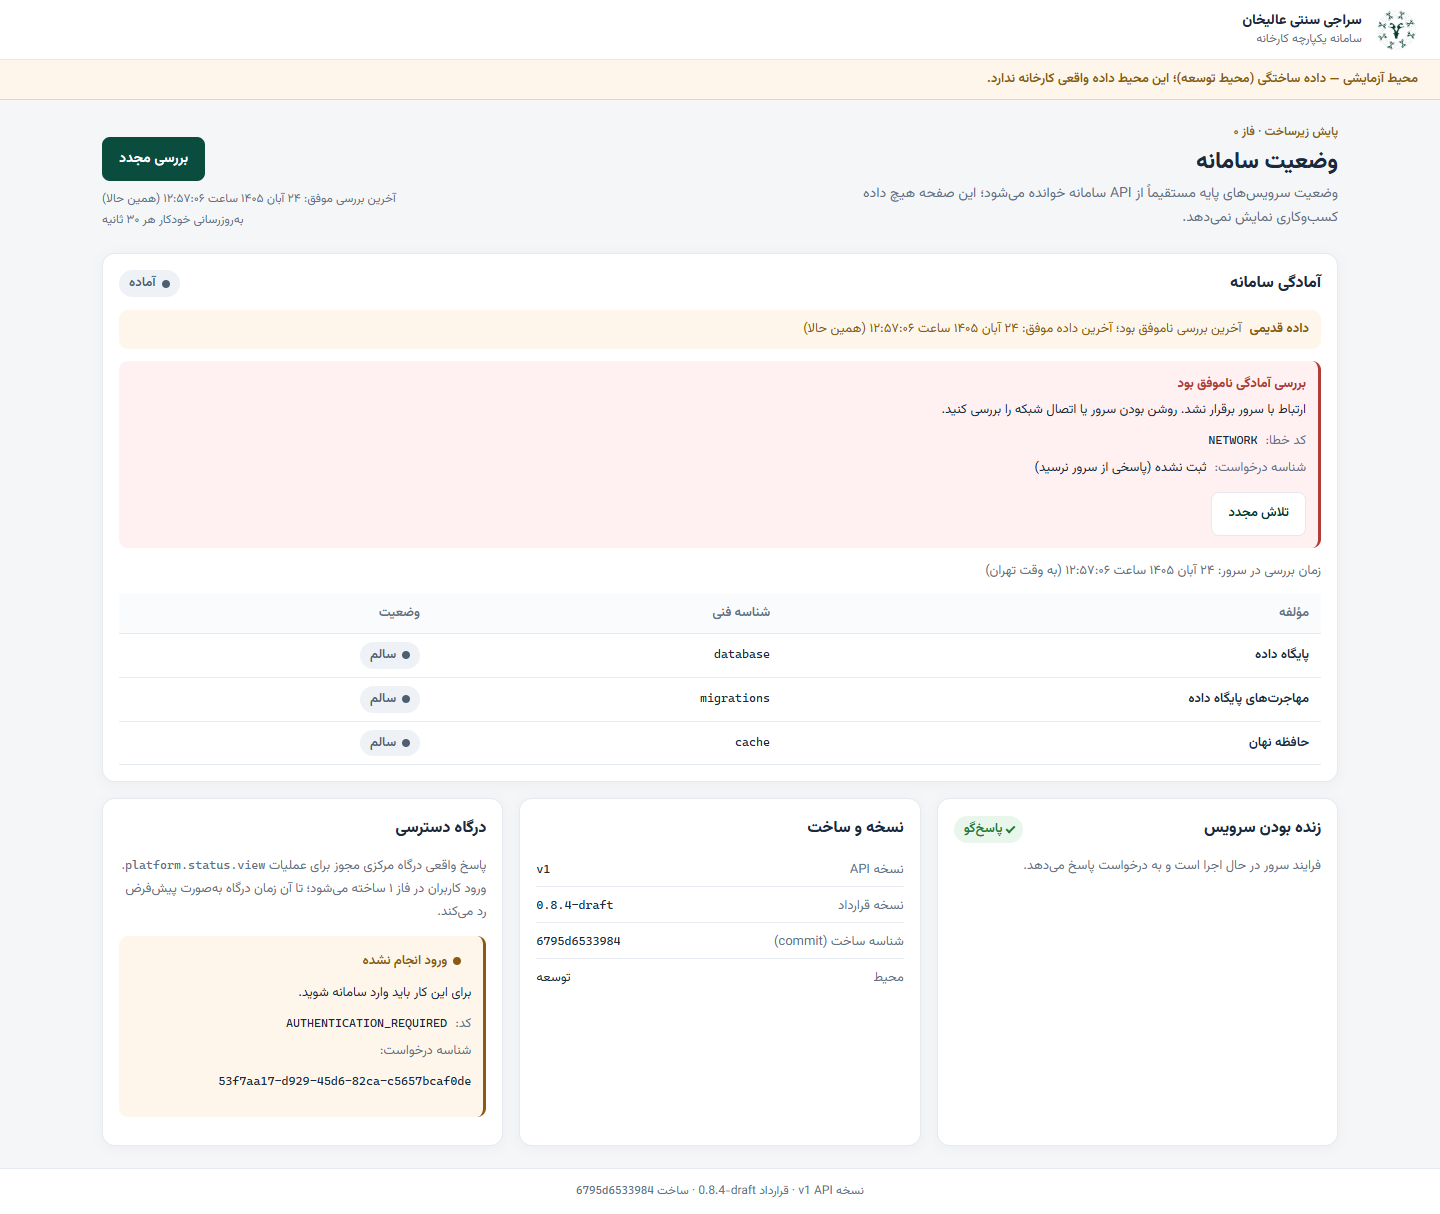 سراجی سنتی عالیخان
سامانه یکپارچه کارخانه
محیط آزمایشی — داده ساختگی (محیط توسعه)؛ این محیط داده واقعی کارخانه ندارد.
پایش زیرساخت · فاز ۰
وضعیت سامانه
وضعیت سرویس‌های پایه مستقیماً از API سامانه خوانده می‌شود؛ این صفحه هیچ داده
کسب‌وکاری نمایش نمی‌دهد.
بررسی مجدد
آخرین بررسی موفق: ۲۴ آبان ۱۴۰۵ ساعت ۱۲:۵۷:۰۶ (همین حالا)
به‌روزرسانی خودکار هر ۳۰ ثانیه
آمادگی سامانه
آماده
داده قدیمی آخرین بررسی ناموفق بود؛ آخرین داده موفق: ۲۴ آبان ۱۴۰۵ ساعت ۱۲:۵۷:۰۶ (همین حالا)
بررسی آمادگی ناموفق بود
ارتباط با سرور برقرار نشد. روشن بودن سرور یا اتصال شبکه را بررسی کنید.
کد خطا: NETWORK
شناسه درخواست: ثبت نشده (پاسخی از سرور نرسید)
تلاش مجدد
زمان بررسی در سرور: ۲۴ آبان ۱۴۰۵ ساعت ۱۲:۵۷:۰۶ (به وقت تهران)
مؤلفه شناسه فنی وضعیت
پایگاه داده database سالم
مهاجرت‌های پایگاه داده migrations سالم
حافظه نهان cache سالم
زنده بودن سرویس
پاسخ‌گو
فرایند سرور در حال اجرا است و به درخواست پاسخ می‌دهد.
نسخه و ساخت
نسخه API v1
نسخه قرارداد 0.8.4-draft
شناسه ساخت (commit) 6795d6533984
محیط توسعه
درگاه دسترسی
پاسخ واقعی درگاه مرکزی مجوز برای عملیات platform.status.view.
ورود کاربران در فاز ۱ ساخته می‌شود؛ تا آن زمان درگاه به‌صورت پیش‌فرض
رد می‌کند.
ورود انجام نشده
برای این کار باید وارد سامانه شوید.
کد: AUTHENTICATION_REQUIRED
شناسه درخواست:
53f7aa17-d929-45d6-82ca-c5657bcaf0de
نسخه API v1 · قرارداد 0.8.4-draft · ساخت 6795d6533984